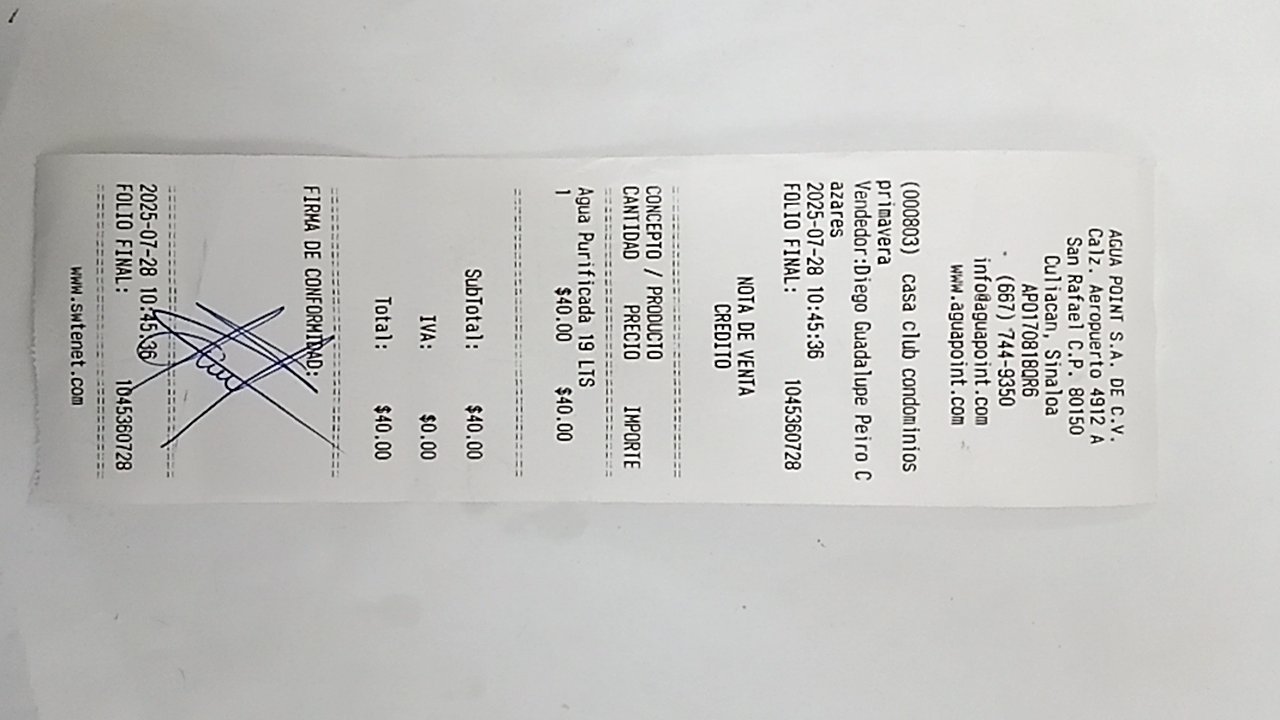 AGUA POINT S.A. DE C.V.
Calz. Aeropuerto 4912 A
San Rafael C.P. 80150
Culiacan, Sinaloa
APO170818QR6
(667) 744-9350
info@aguapoint.com
www.aguapoint.com
(000803) casa club condominios
primavera
Vendedor:Diego Guadalupe Peiro C
azares
2025-07-28 10:45:36
FOLIO FINAL: 1045360728
NOTA DE VENTA
CREDITO
CONCEPTO / PRODUCTO
CANTIDAD PRECIO IMPORTE
Agua Purificada 19 LTS
1 $40.00 $40.00
SubTotal: $40.00
IVA: $0.00
Total: $40.00
FIRMA DE CONFORMIDAD:
2025-07-28 10:45:36
FOLIO FINAL: 1045360728
www.swtenet.com